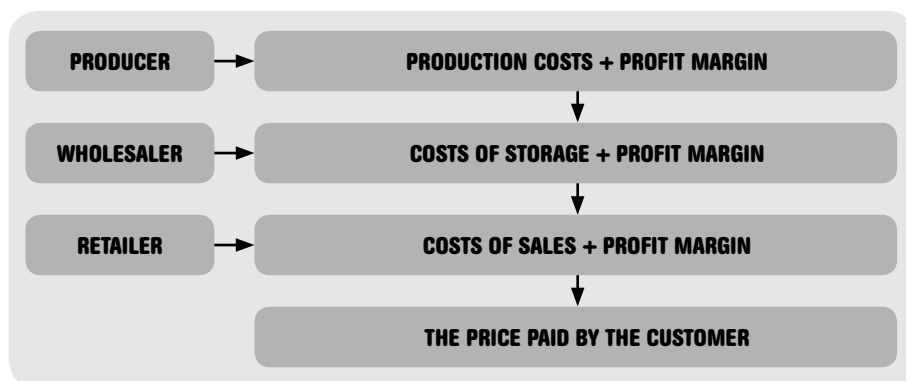 PRODUCER
PRODUCTION COSTS + PROFIT MARGIN
WHOLESALER
COSTS OF STORAGE + PROFIT MARGIN
RETAILER
COSTS OF SALES + PROFIT MARGIN
THE PRICE PAID BY THE CUSTOMER